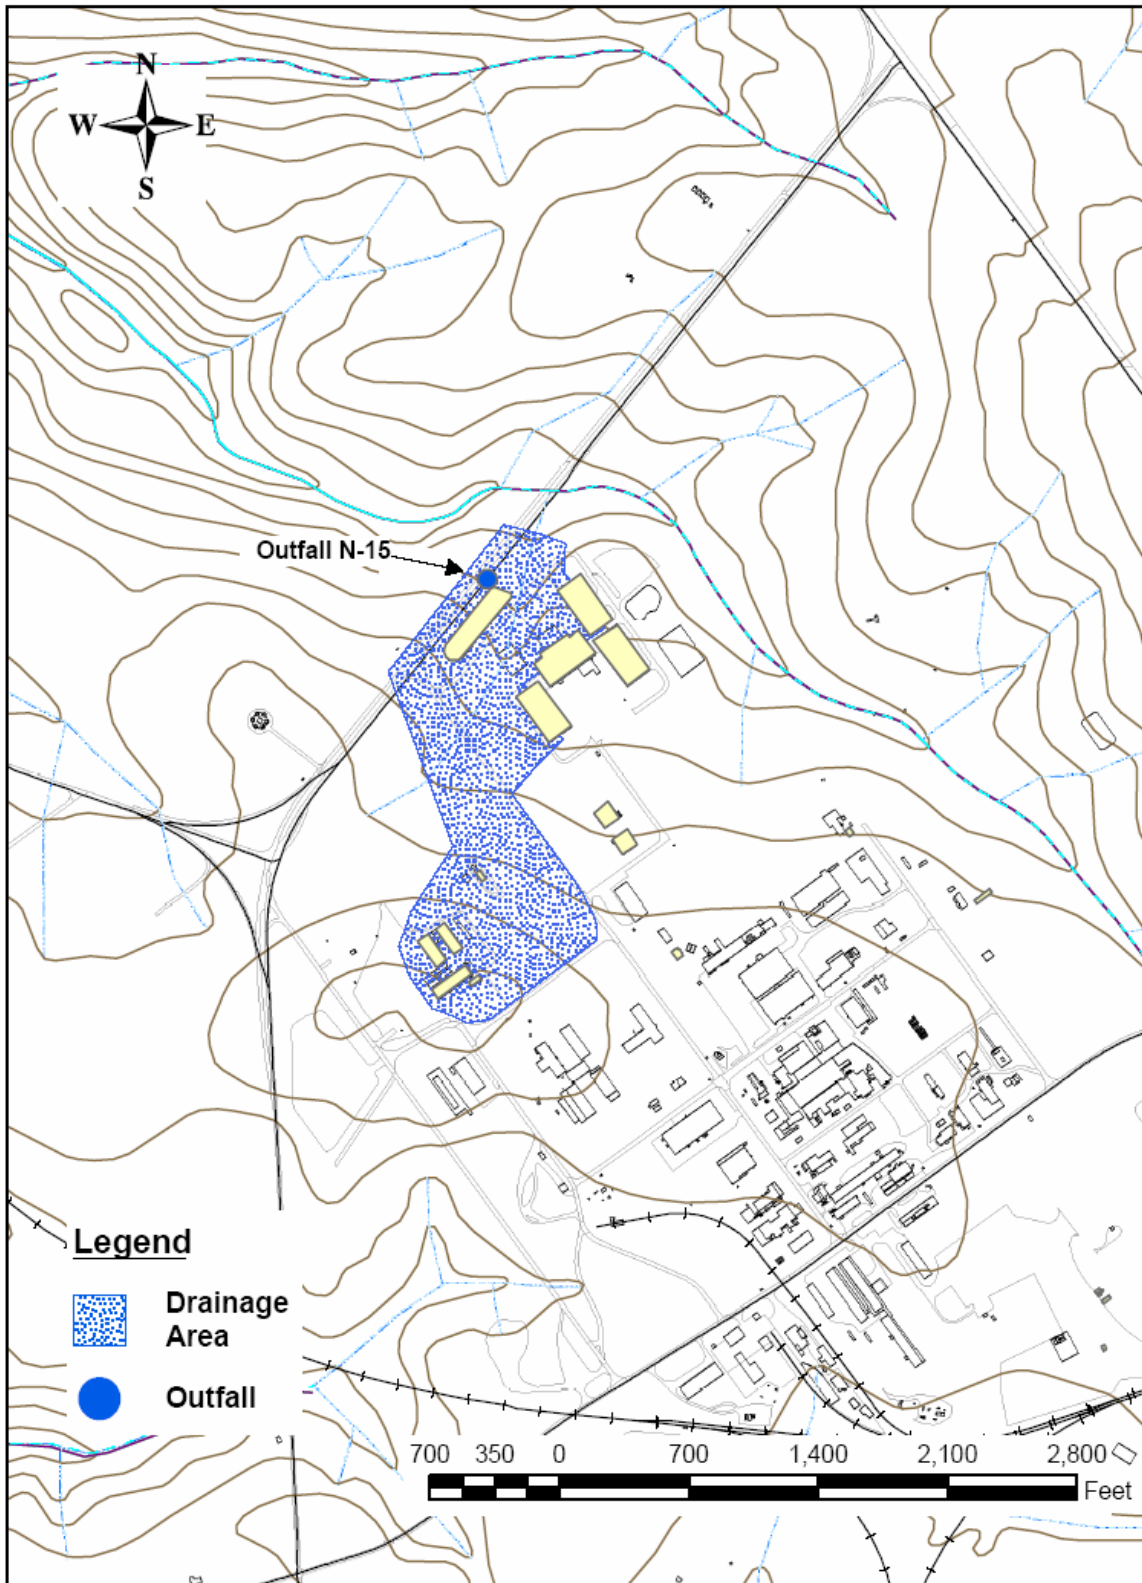 N
W E
S
Outfall N-15
Legend
Drainage
Area
Outfall
700 350 0 700 1,400 2,100 2,800
Feet